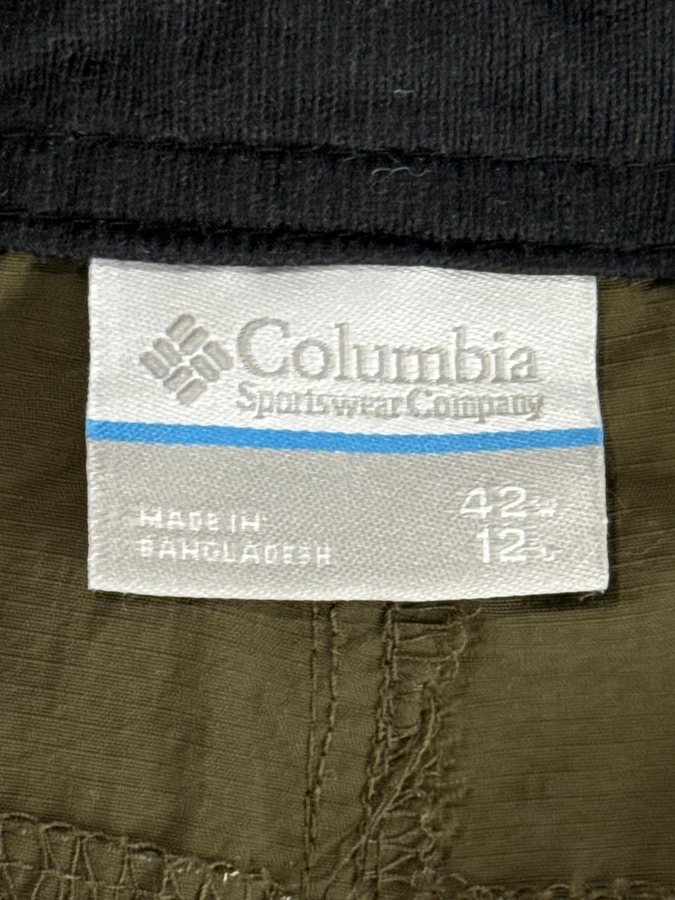 Columbia
Sportswear Company
MADE IN
BANGLADESH
42 W
12 L